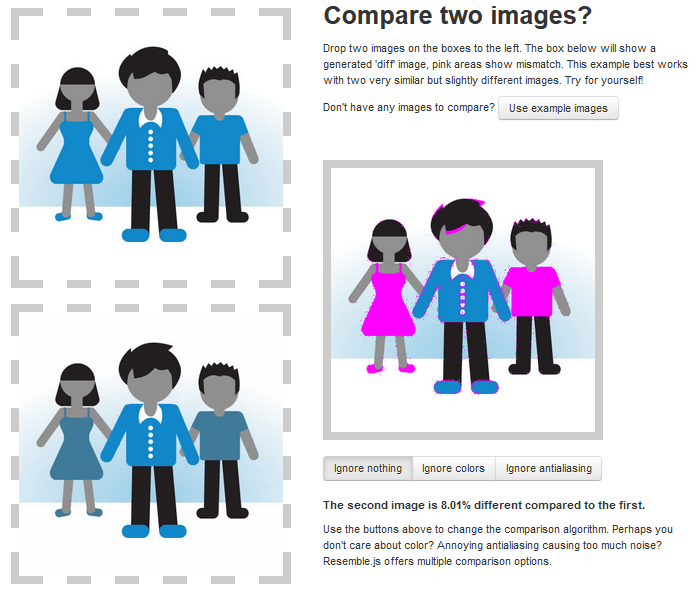 Compare two images?
Drop two images on the boxes to the left. The box below will show a
generated 'diff' image, pink areas show mismatch. This example best works
with two very similar but slightly different images. Try for yourself!
Don't have any images to compare? Use example images
Ignore nothing Ignore colors Ignore antialiasing
The second image is 8.01% different compared to the first.
Use the buttons above to change the comparison algorithm. Perhaps you
don't care about color? Annoying antialiasing causing too much noise?
Resemble.js offers multiple comparison options.